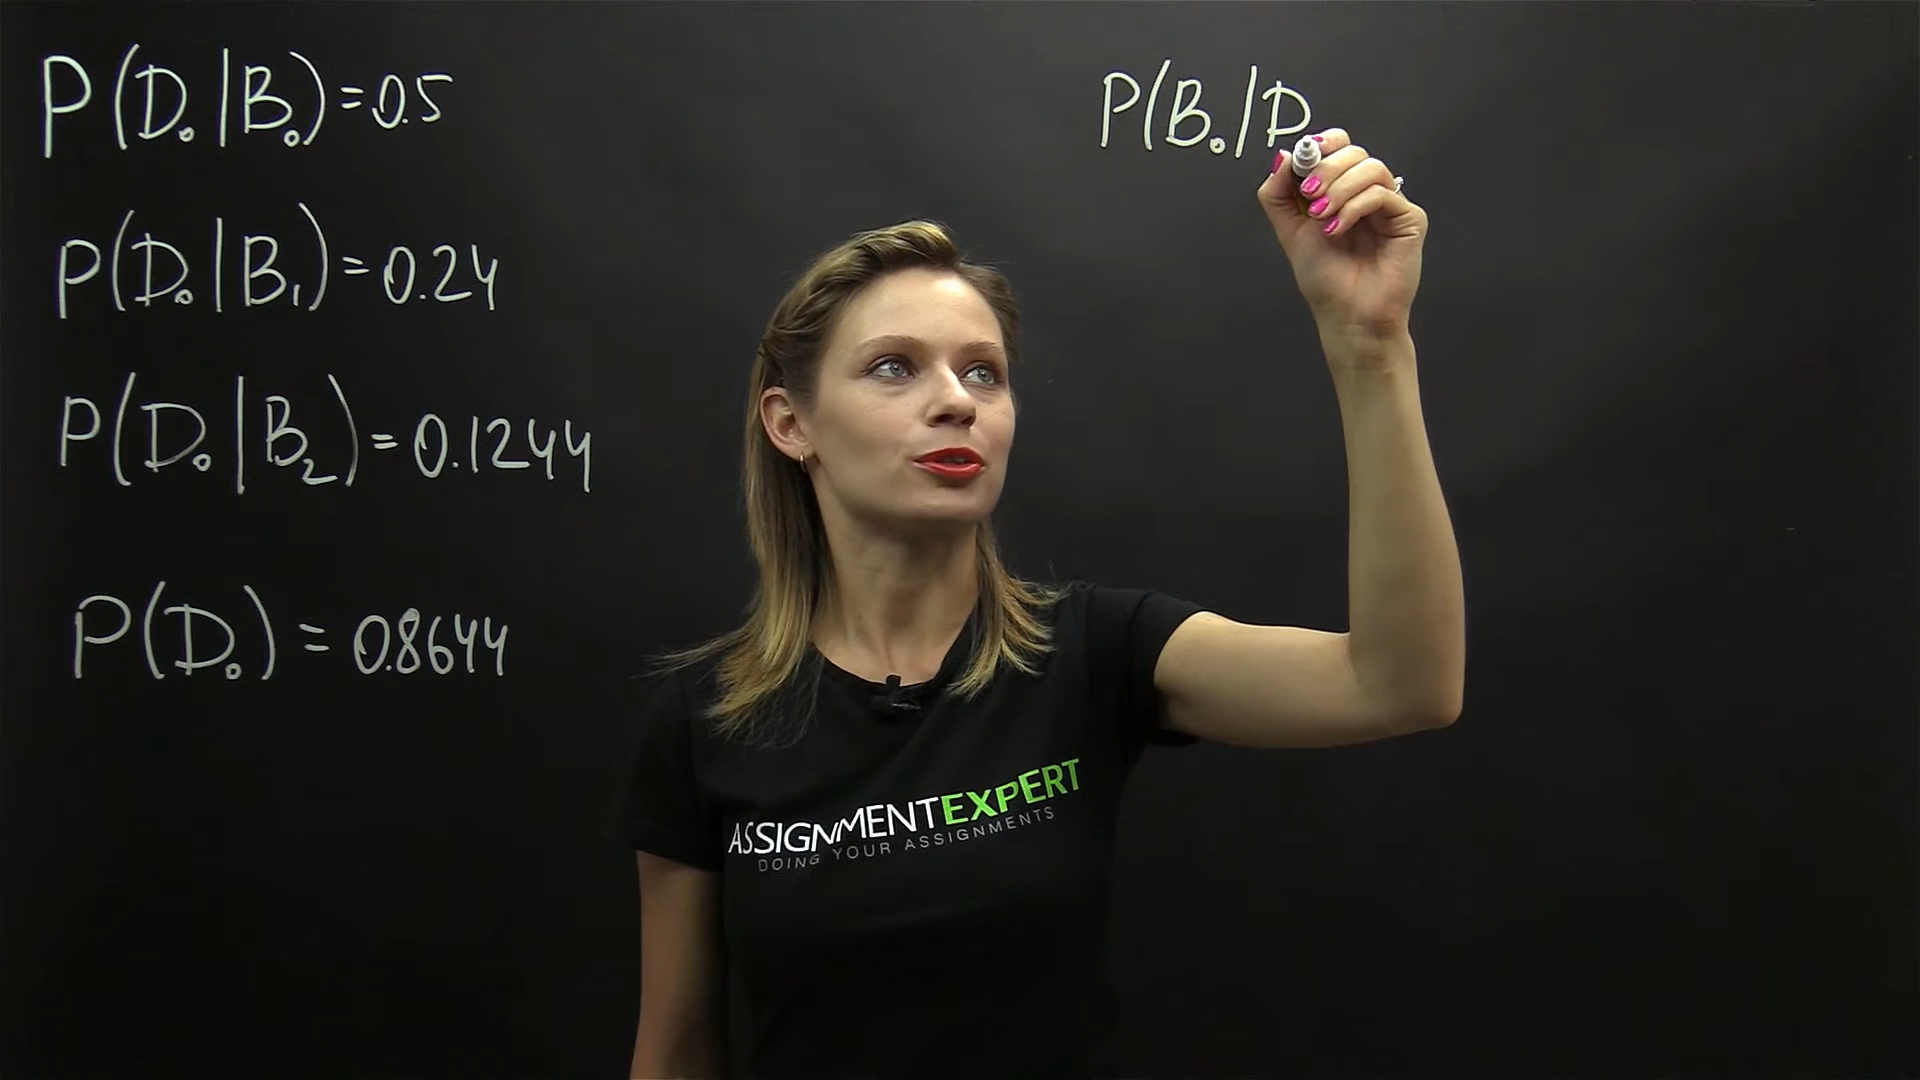 P(D₀|B₀)=0.5
P(D₀|B₁)=0.24
P(D₀|B₂)=0.1244
P(D₀)=0.8644
P(B₀|D
ASSIGNMENTEXPERT
DOING YOUR ASSIGNMENTS